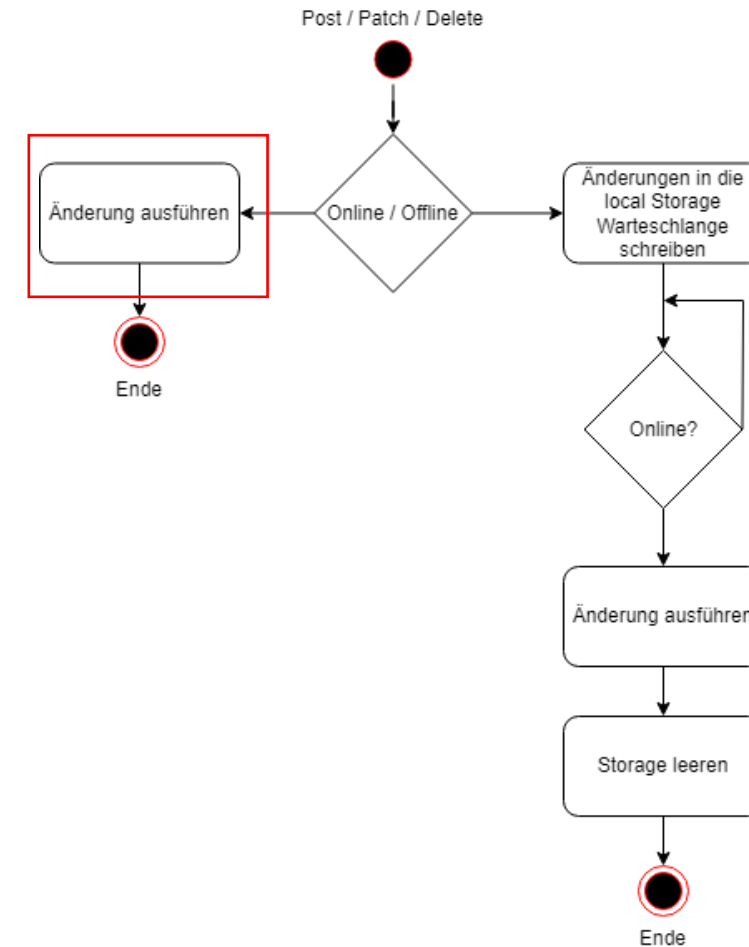 Post / Patch / Delete
Änderung ausführen
Online / Offline
Änderungen in die
local Storage
Warteschlange
schreiben
Ende
Online?
Änderung ausführen
Storage leeren
Ende